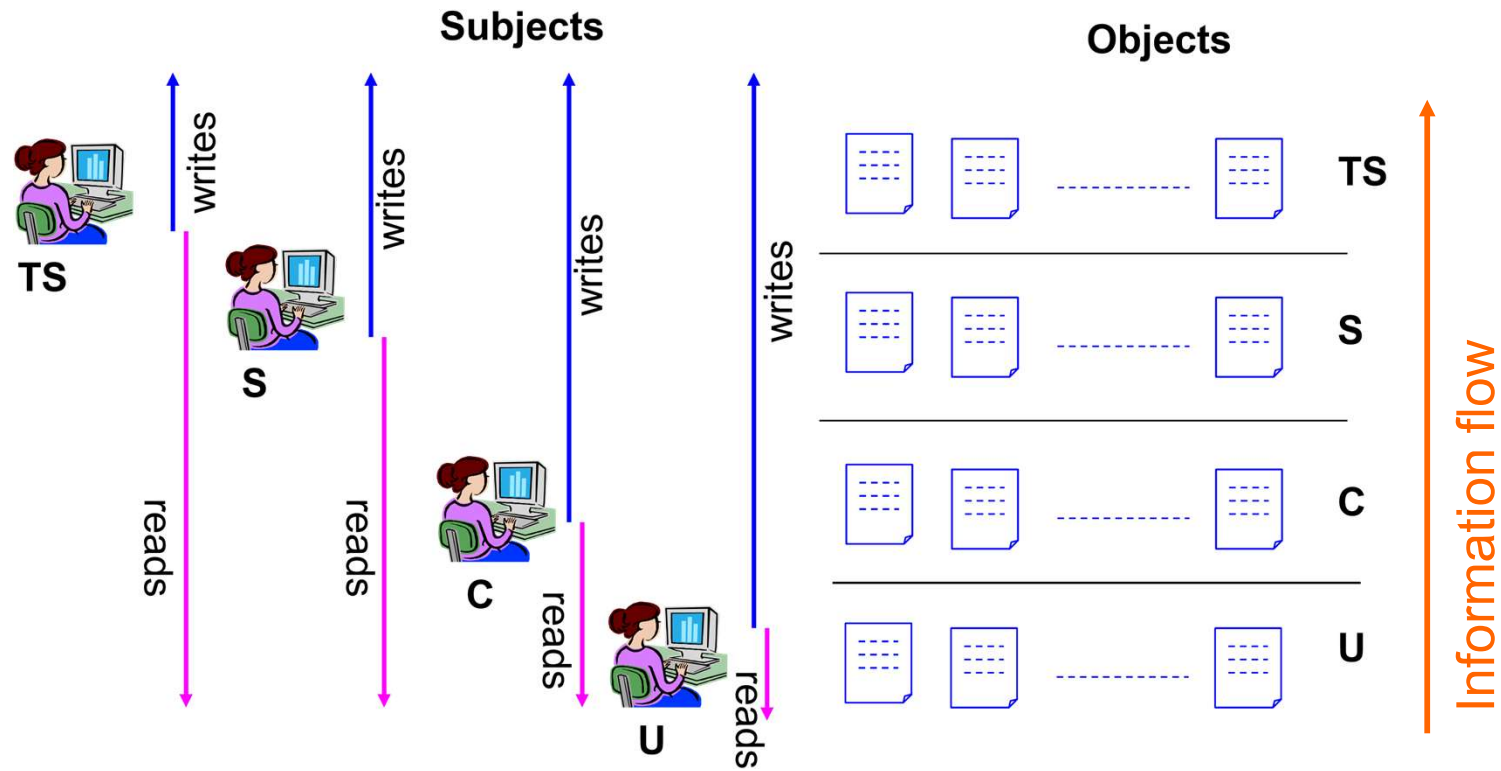 Subjects
Objects
writes
writes
writes
writes
TS
S
C
U
reads
reads
reads
reads
TS
S
C
U
Information flow